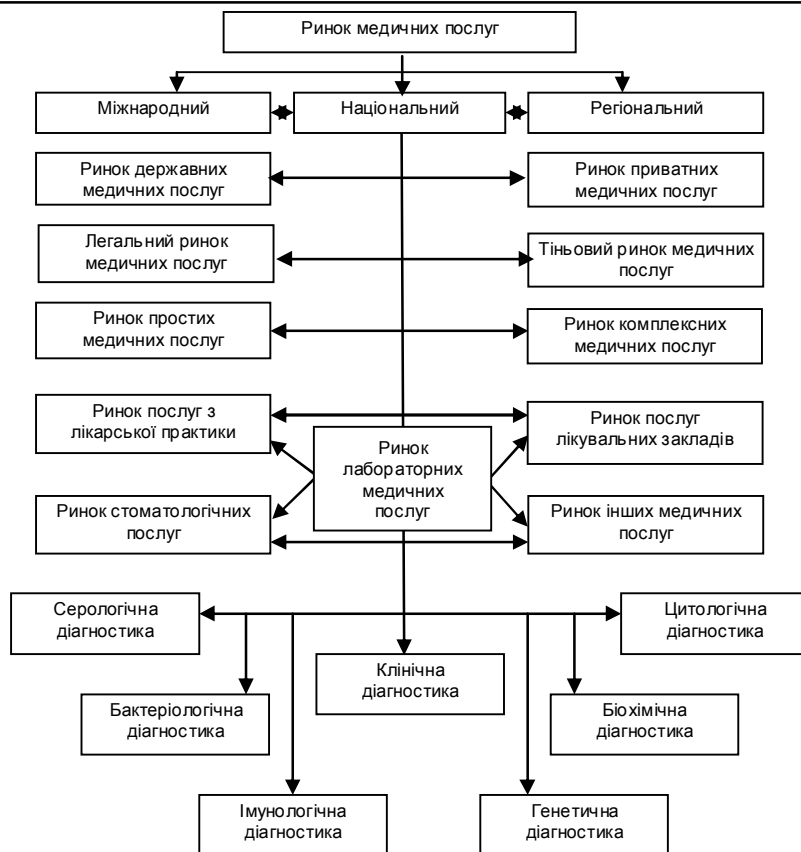 Ринок медичних послуг
Міжнародний
Національний
Регіональний
Ринок державних
медичних послуг
Ринок приватних
медичних послуг
Легальний ринок
медичних послуг
Тіньовий ринок медичних
послуг
Ринок простих
медичних послуг
Ринок комплексних
медичних послуг
Ринок послуг з
лікарської практики
Ринок послуг
лікувальних закладів
Ринок
лабораторних
медичних
послуг
Ринок стоматологічних
послуг
Ринок інших медичних
послуг
Серологічна
діагностика
Цитологічна
діагностика
Клінічна
діагностика
Бактеріологічна
діагностика
Біохімічна
діагностика
Імунологічна
діагностика
Генетична
діагностика